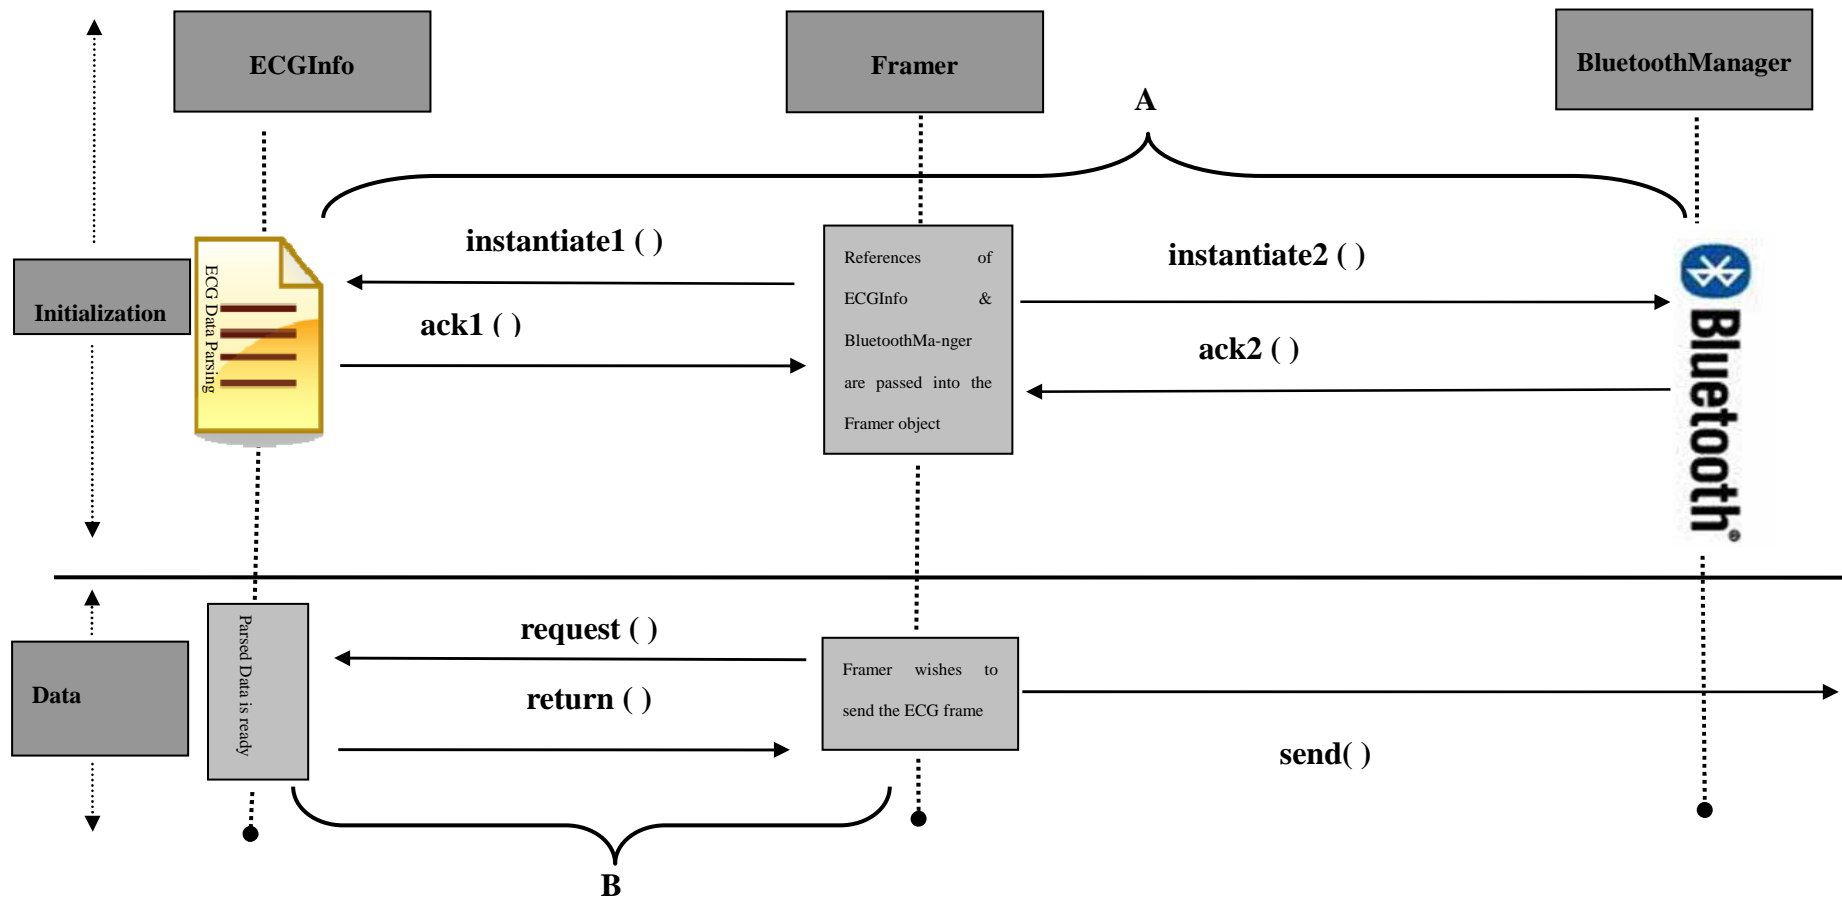 ECGInfo
Framer
BluetoothManager
A
instantiate1 ( )
instantiate2 ( )
Initialization
ECG Data Parsing
ack1 ( )
ack2 ( )
References of
ECGInfo &
BluetoothMa-nger
are passed into the
Framer object
Bluetooth®
request ( )
Parsed Data is ready
Data
return ( )
Framer wishes to
send the ECG frame
send( )
B